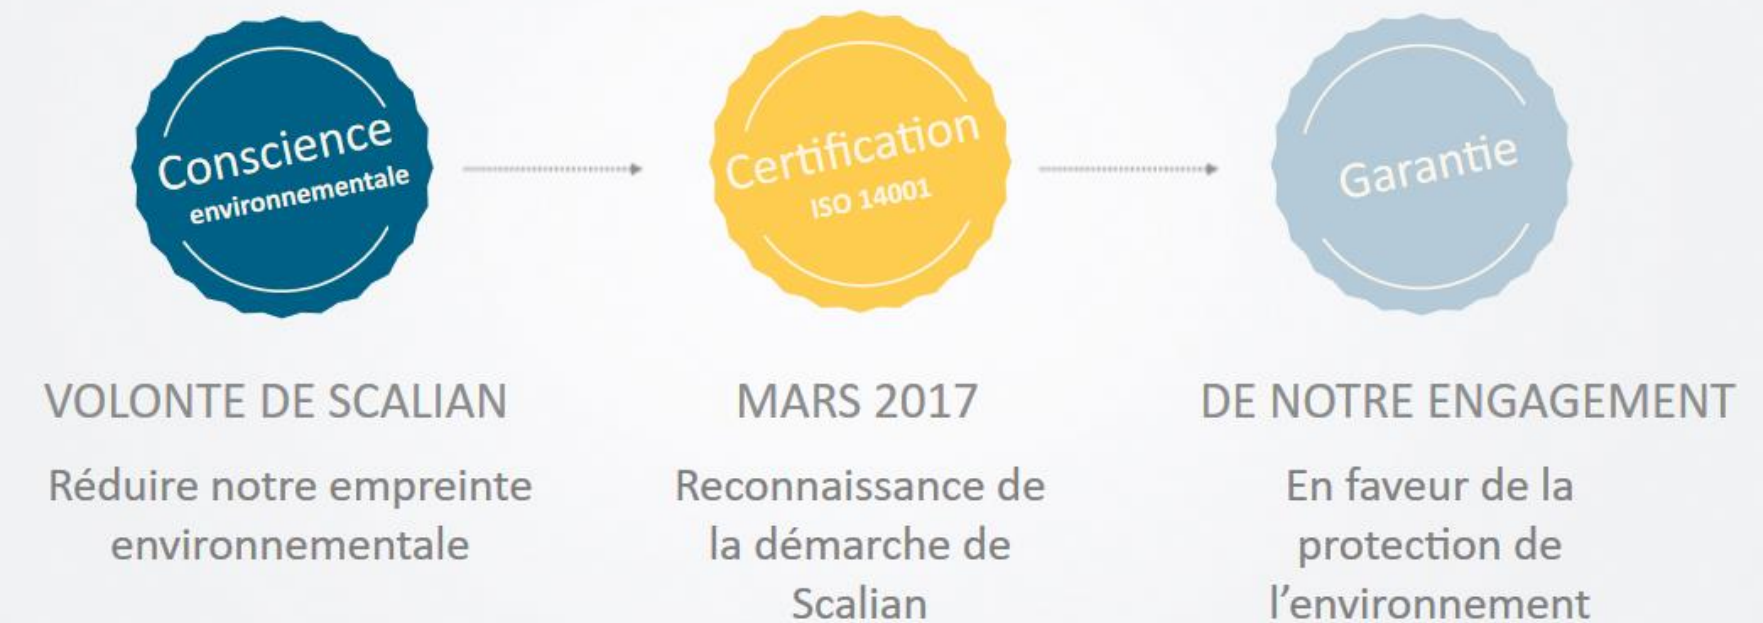 Conscience
environnementale
Certification
ISO 14001
Garantie
VOLONTE DE SCALIAN
Réduire notre empreinte
environnementale
MARS 2017
Reconnaissance de
la démarche de
Scalian
DE NOTRE ENGAGEMENT
En faveur de la
protection de
l’environnement